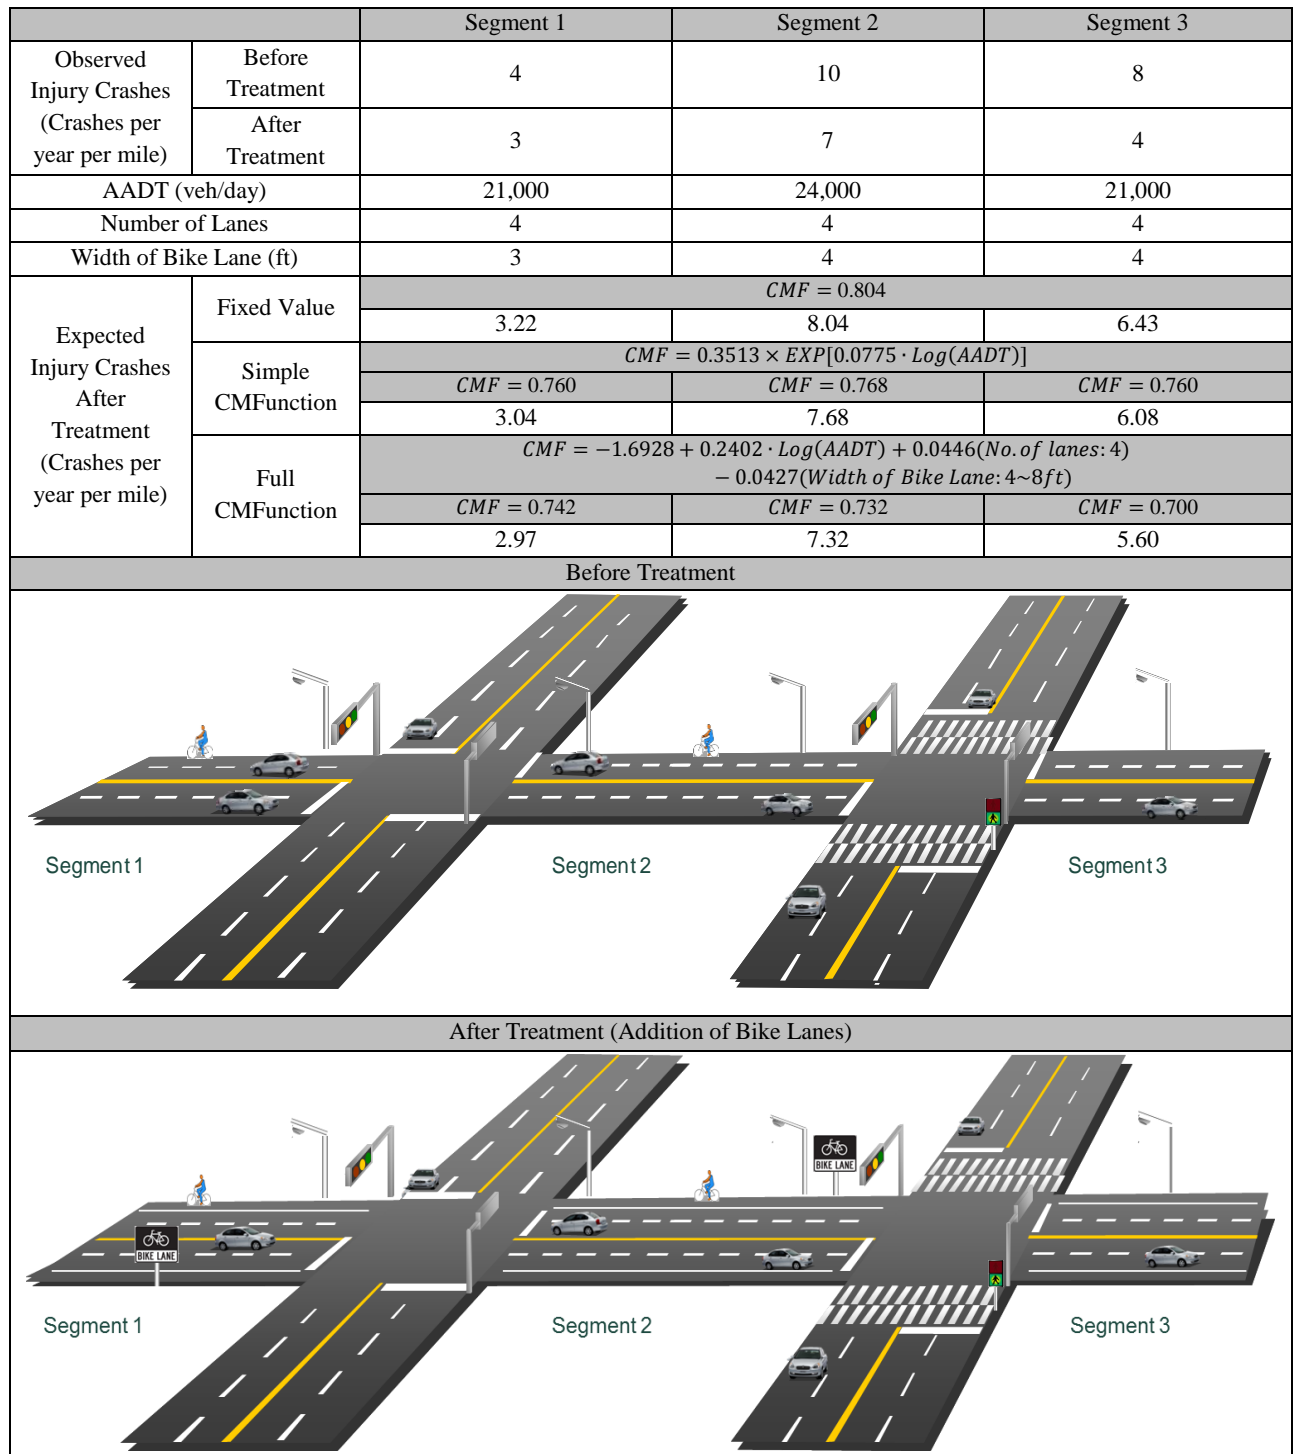 Segment 1 Segment 2 Segment 3
Observed
Injury Crashes
(Crashes per
year per mile)
Before
Treatment
4 10 8
After
Treatment
3 7 4
AADT (veh/day) 21,000 24,000 21,000
Number of Lanes 4 4 4
Width of Bike Lane (ft) 3 4 4
Expected
Injury Crashes
After
Treatment
(Crashes per
year per mile)
Fixed Value
CMF = 0.804
3.22 8.04 6.43
Simple
CMFunction
CMF = 0.3513 × EXP[0.0775 · Log(AADT)]
CMF = 0.760 CMF = 0.768 CMF = 0.760
3.04 7.68 6.08
Full
CMFunction
CMF = −1.6928 + 0.2402 · Log(AADT) + 0.0446(No. of lanes: 4)
− 0.0427(Width of Bike Lane: 4~8ft)
CMF = 0.742 CMF = 0.732 CMF = 0.700
2.97 7.32 5.60
Before Treatment
Segment 1 Segment 2 Segment 3
After Treatment (Addition of Bike Lanes)
BIKE LANE
BIKE LANE
Segment 1 Segment 2 Segment 3